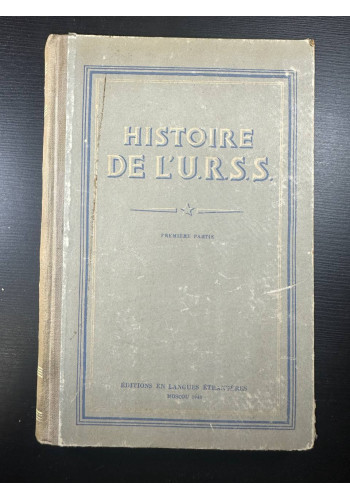 HISTOIRE
DE L'U.R.S.S.
PREMIÈRE PARTIE
ÉDITIONS EN LANGUES ÉTRANGÈRES
MOSCOU